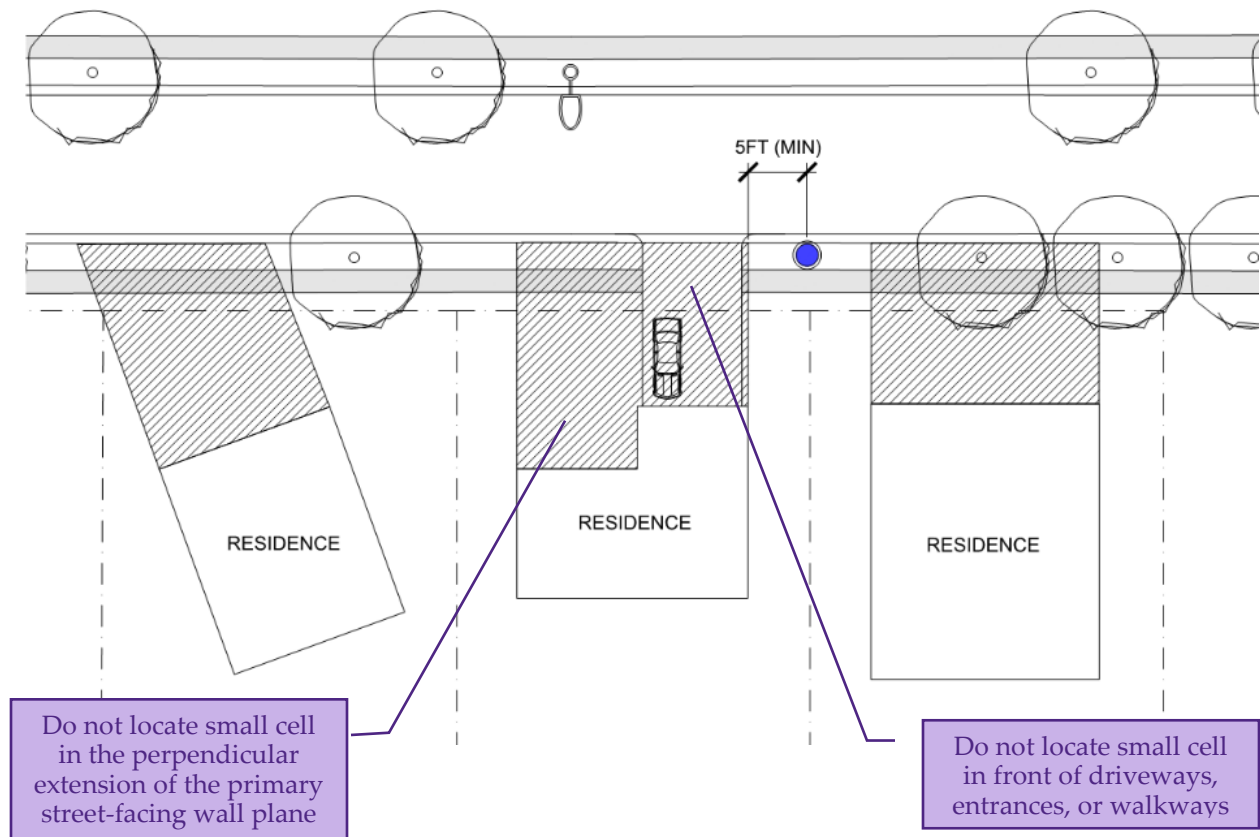 5FT (MIN)
RESIDENCE
RESIDENCE
RESIDENCE
Do not locate small cell
in the perpendicular
extension of the primary
street-facing wall plane
Do not locate small cell
in front of driveways,
entrances, or walkways